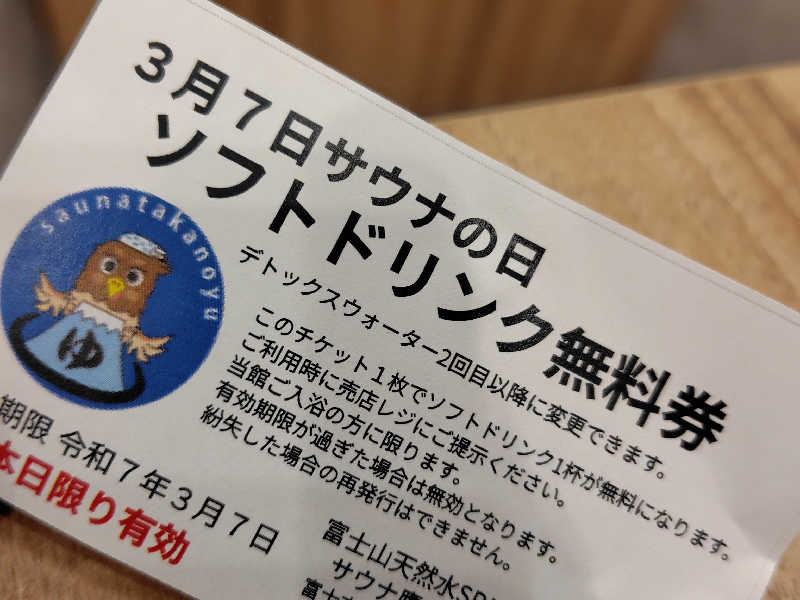 3月7日サウナの日
ソフトドリンク無料券
デトックスウォーター2回目以降に変更できます。
このチケット1枚でソフトドリンク1杯が無料になります。
ご利用時に売店レジにご提示ください。
当館ご入浴の方に限ります。
有効期限が過ぎた場合は無効となります。
紛失した場合の再発行はできません。
saunatakanoyu
ゆ
期限 令和7年3月7日
本日限り有効
富士山天然水SP
サウナ鷹
富士